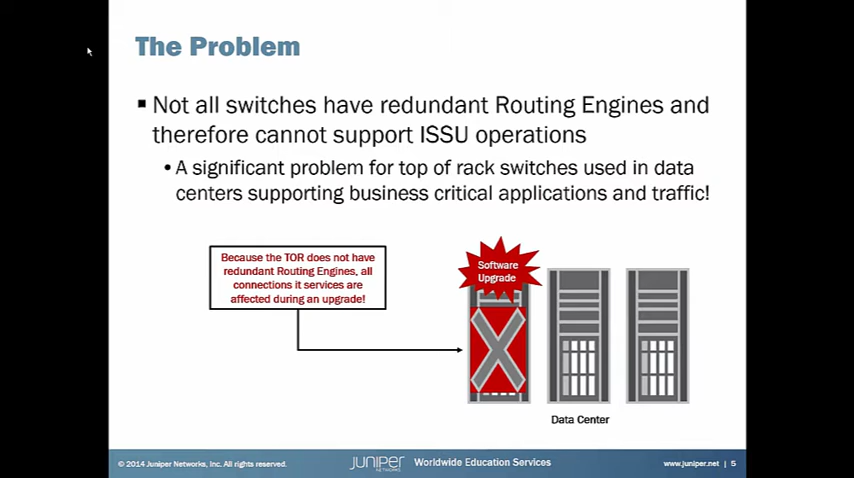 The Problem
Not all switches have redundant Routing Engines and
therefore cannot support ISSU operations
A significant problem for top of rack switches used in data
centers supporting business critical applications and traffic!
Because the TOR does not have
redundant Routing Engines, all
connections it services are
affected during an upgrade!
Software
Upgrade
Data Center
© 2014 Juniper Networks, Inc. All rights reserved.
JUNIPER
NETWORKS
Worldwide Education Services
www.juniper.net | 5